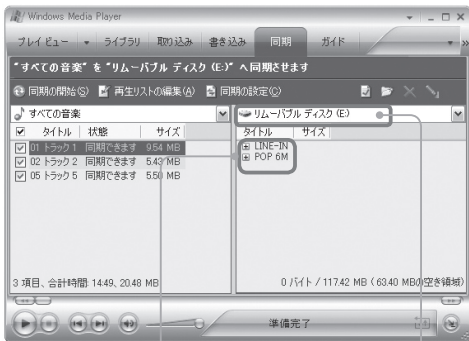 Windows Media Player
プレイ ビュー ライブラリ 取り込み 書き込み 同期 ガイド
"すべての音楽" を "リムーバブル ディスク (E:)" へ同期させます
同期の開始(S) 再生リストの編集(A) 同期の設定(C)
すべての音楽
リムーバブル ディスク (E:)
タイトル 状態 サイズ
タイトル サイズ
01 トラック 1 同期できます 9.54 MB
02 トラック 2 同期できます 5.43 MB
05 トラック 5 同期できます 5.50 MB
LINE-IN
POP 6M
3 項目、合計時間: 14:49、20.48 MB
0 バイト / 117.42 MB (63.40 MBの空き領域)
準備完了